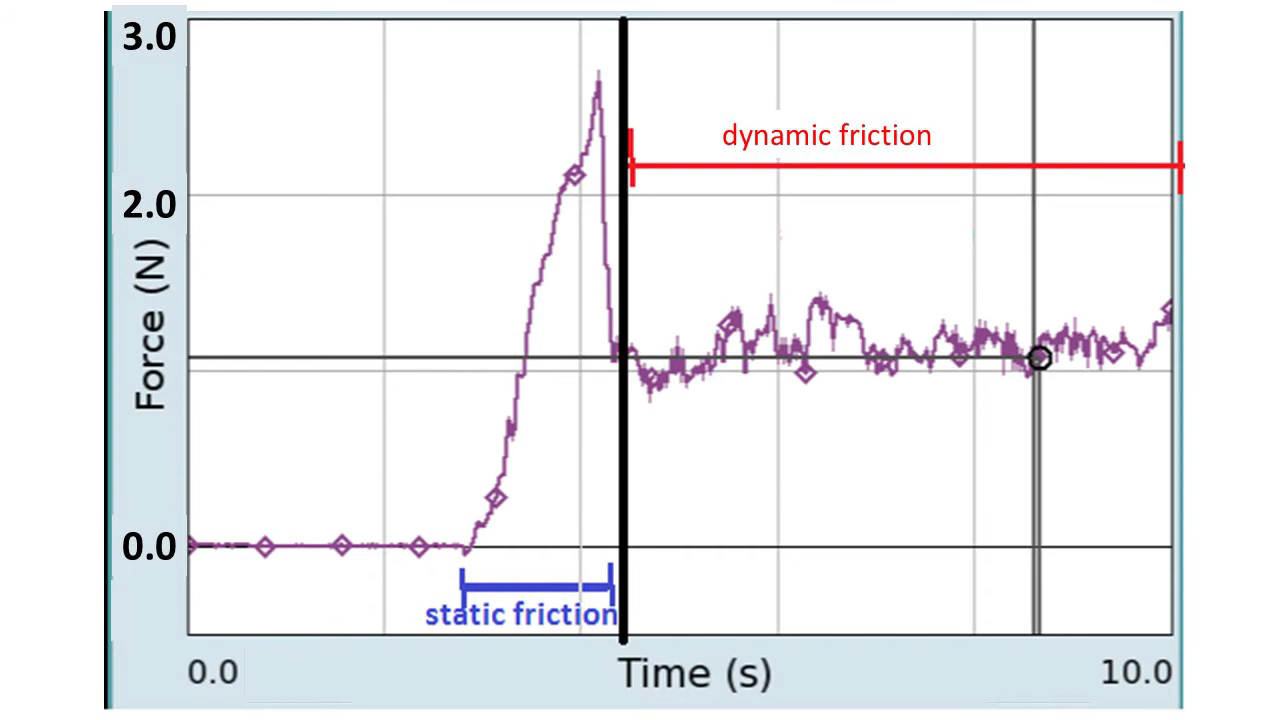 3.0
dynamic friction
2.0
Force (N)
0.0
static friction
0.0 Time (s) 10.0